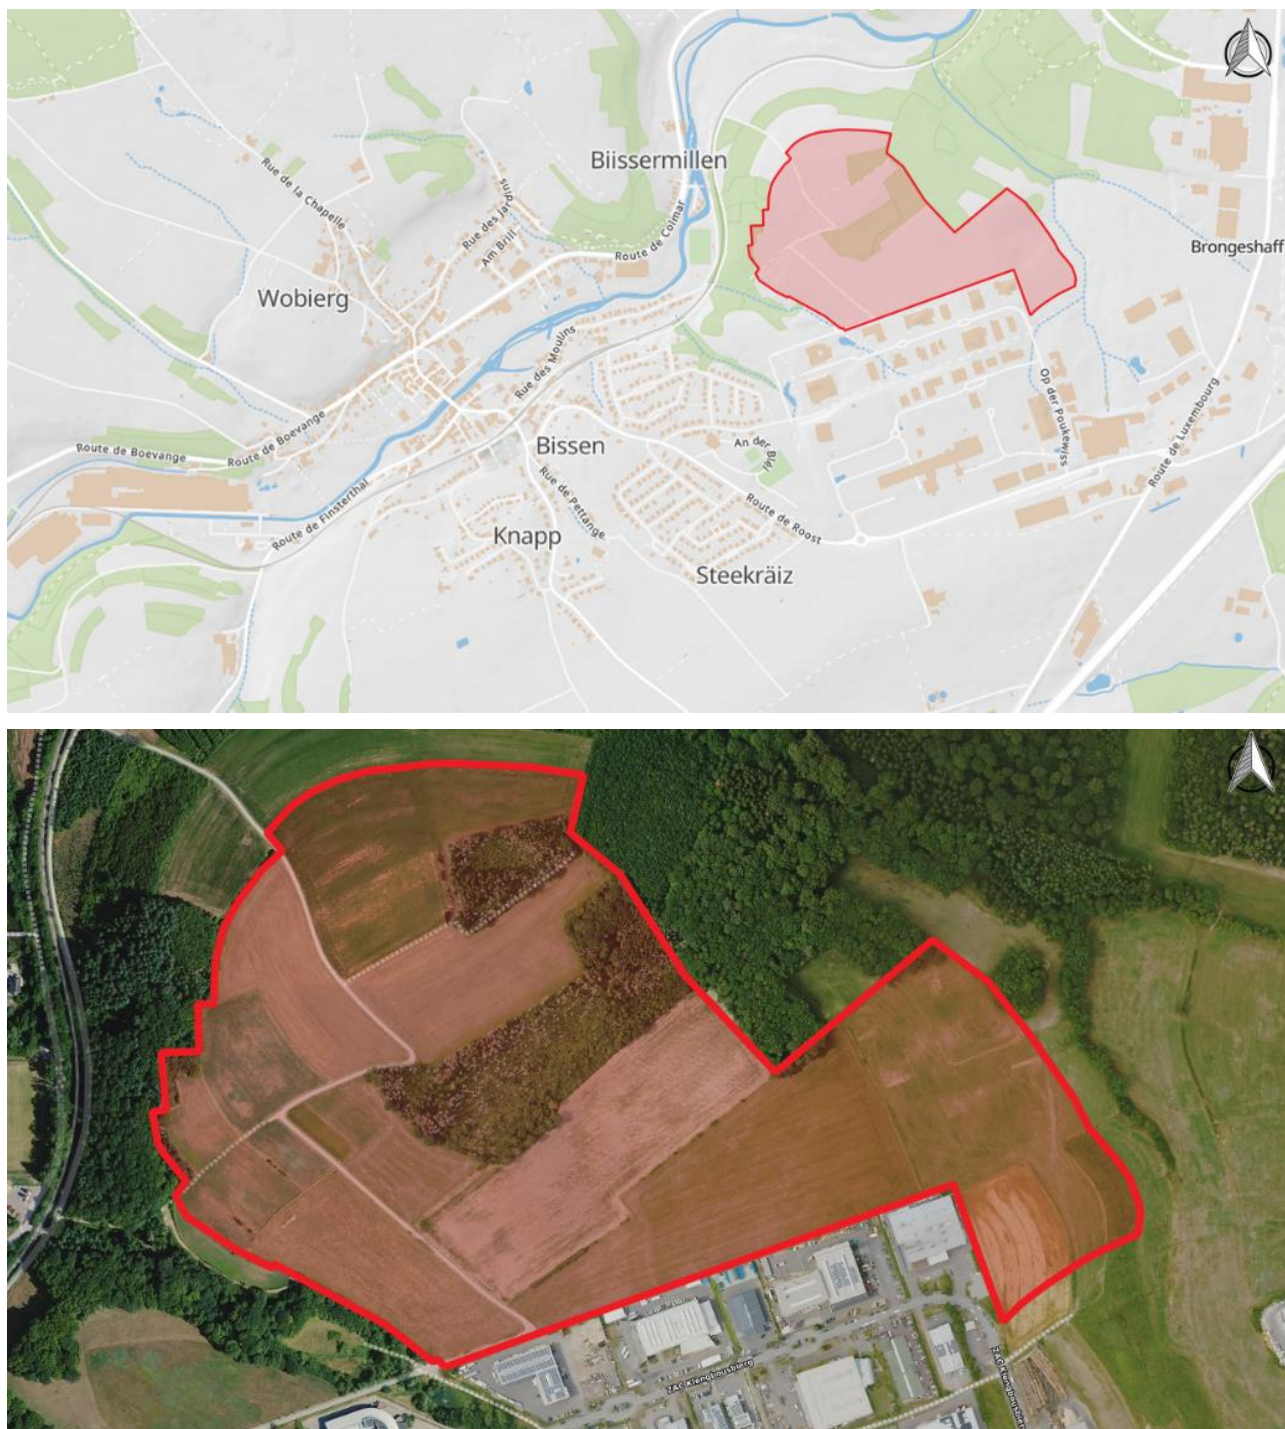 Biissermillen
Rue de la Chapelle
Rue des Jardins
Am Brill
Route de Colmar
Brongeshaff
Wobierg
Rue des Moulins
Op der Poukewiss
Route de Luxembourg
Route de Boevange
Route de Boevange
Bissen
An der Blei
Rue de Pettange
Route de Finsterthal
Route de Roost
Knapp
Steekräiz
ZAC Klengbousbierg